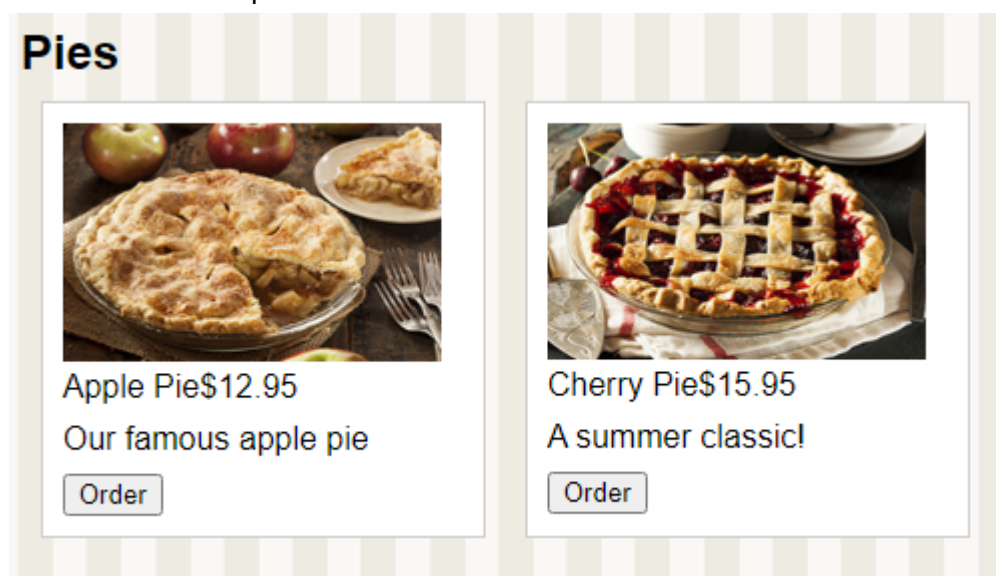 Pies
Apple Pie$12.95
Our famous apple pie
Order
Cherry Pie$15.95
A summer classic!
Order